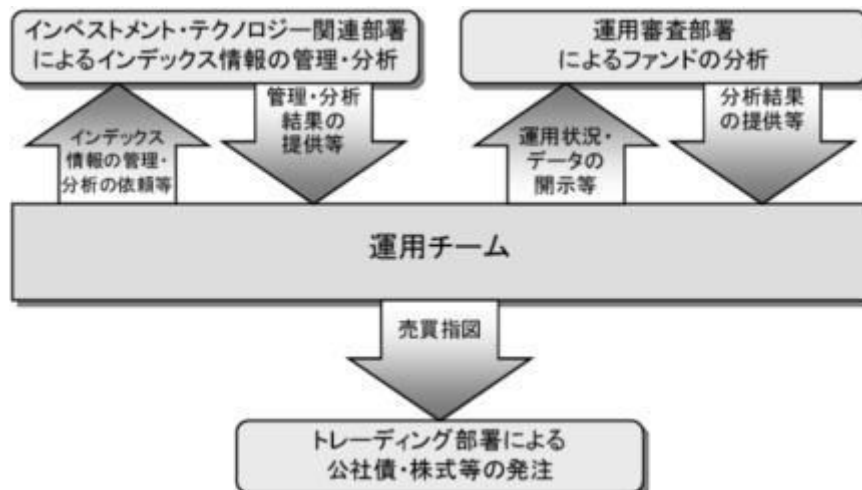 インベストメント・テクノロジー関連部署
によるインデックス情報の管理・分析
運用審査部署
によるファンドの分析
インデックス
情報の管理・
分析の依頼等
管理・分析
結果の
提供等
運用状況・
データの
開示等
分析結果
の提供等
運用チーム
売買指図
トレーディング部署による
公社債・株式等の発注